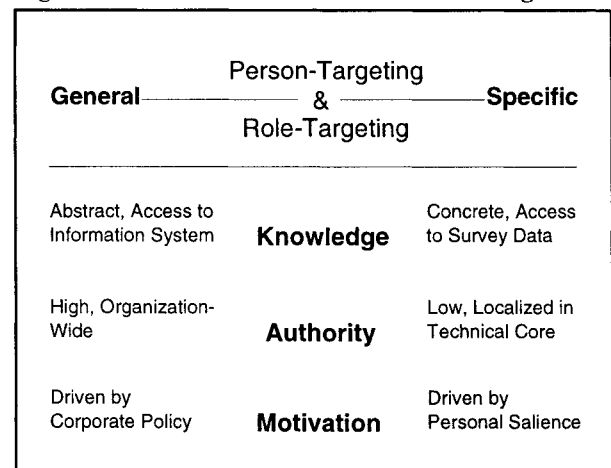 Person-Targeting
General & Specific
Role-Targeting
Abstract, Access to
Information System
Knowledge
Concrete, Access
to Survey Data
High, Organization-
Wide
Authority
Low, Localized in
Technical Core
Driven by
Corporate Policy
Motivation
Driven by
Personal Salience